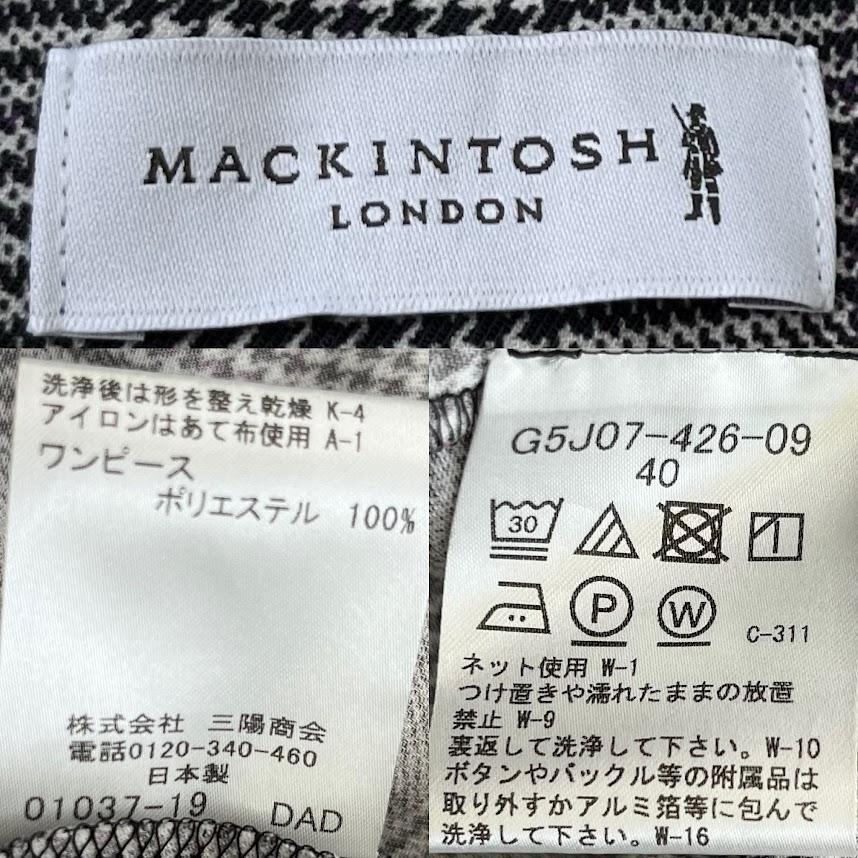 MACKINTOSH
LONDON
洗浄後は形を整え乾燥 K-4
アイロンはあて布使用 A-1
ワンピース
ポリエステル 100%
株式会社 三陽商会
電話0120-340-460
日本製
01037-19 DAD
G5J07-426-09
40
30
P
W
C-311
ネット使用 W-1
つけ置きや濡れたままの放置
禁止 W-9
裏返して洗浄して下さい。W-10
ボタンやバックル等の附属品は
取り外すかアルミ箔等に包んで
洗浄して下さい。W-16